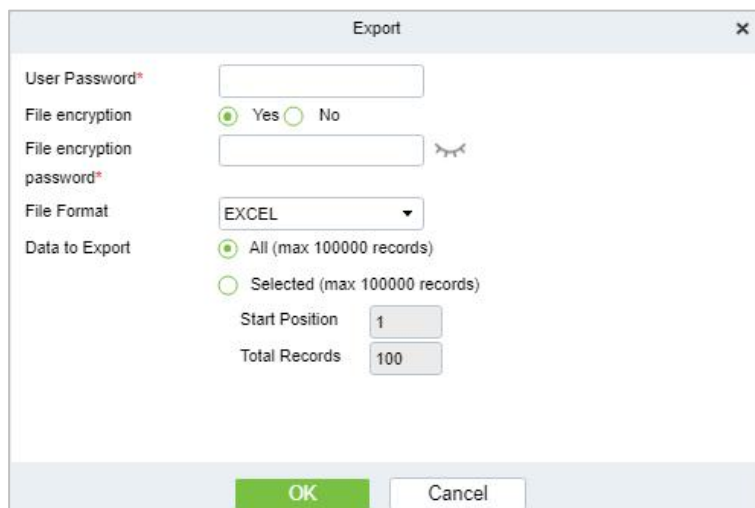 Export
User Password*
File encryption Yes No
File encryption
password*
File Format EXCEL
Data to Export All (max 100000 records)
Selected (max 100000 records)
Start Position 1
Total Records 100
OK Cancel